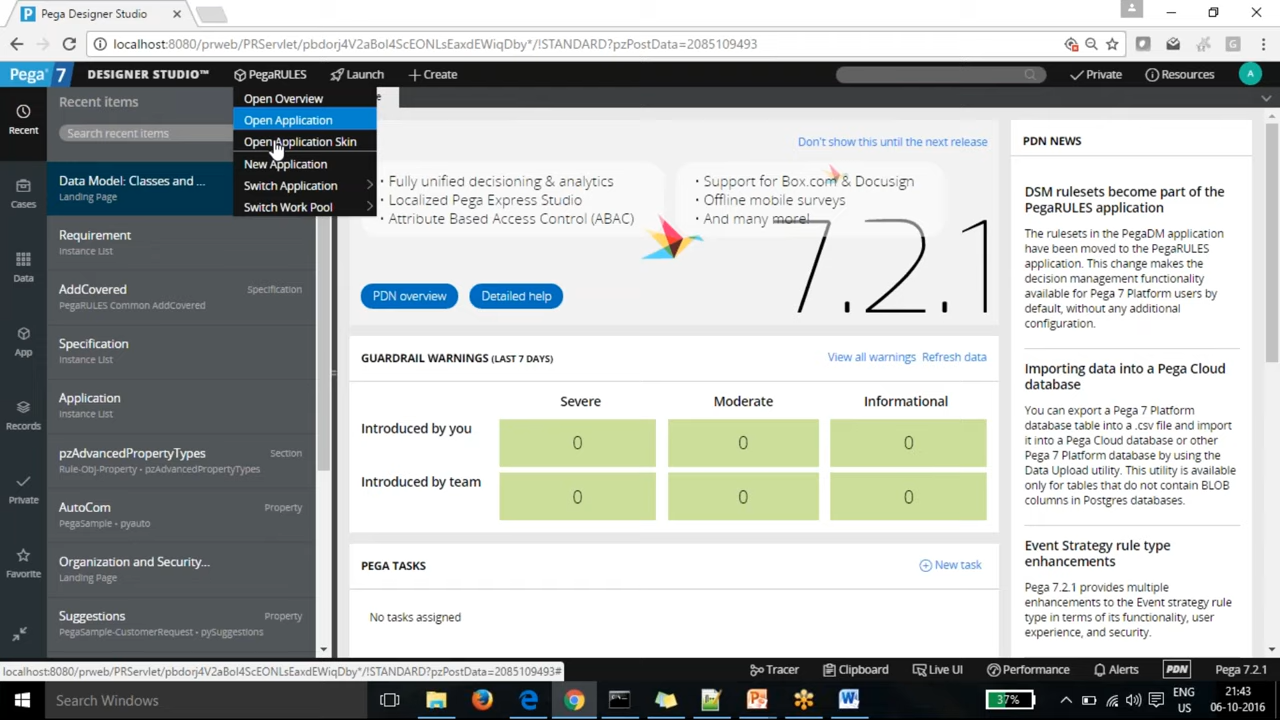 Pega Designer Studio
localhost:8080/prweb/PRServlet/pbdorj4V2aBoI4ScEONLsEaxdEWiqDby*/!STANDARD?pzPostData=2085109493
Pega 7 DESIGNER STUDIO™ PegaRULES Launch Create Private Resources A
Recent
Cases
Data
App
Records
Private
Favorite
Recent items
Search recent items
Data Model: Classes and ...
Landing Page
Requirement
Instance List
AddCovered Specification
PegaRULES Common AddCovered
Specification
Instance List
Application
Instance List
pzAdvancedPropertyTypes Section
Rule-Obj-Property - pzAdvancedPropertyTypes
AutoCom Property
PegaSample - pyauto
Organization and Security...
Landing Page
Suggestions Property
PegaSample-CustomerRequest - pySuggestions
Open Overview
Open Application
Open Application Skin
New Application
Switch Application
Switch Work Pool
Don't show this until the next release
• Fully unified decisioning & analytics
• Localized Pega Express Studio
• Attribute Based Access Control (ABAC)
• Support for Box.com & Docusign
• Offline mobile surveys
• And many more!
7.2.1
PDN overview
Detailed help
GUARDRAIL WARNINGS (LAST 7 DAYS) View all warnings Refresh data
Severe Moderate Informational
Introduced by you 0 0 0
Introduced by team 0 0 0
PEGA TASKS New task
No tasks assigned
PDN NEWS
DSM rulesets become part of the
PegaRULES application
The rulesets in the PegaDM application
have been moved to the PegaRULES
application. This change makes the
decision management functionality
available for Pega 7 Platform users by
default, without any additional
configuration.
Importing data into a Pega Cloud
database
You can export a Pega 7 Platform
database table into a .csv file and import
it into a Pega Cloud database or other
Pega 7 Platform database by using the
Data Upload utility. This utility is available
only for tables that do not contain BLOB
columns in Postgres databases.
Event Strategy rule type
enhancements
Pega 7.2.1 provides multiple
enhancements to the Event strategy rule
type in terms of its functionality, user
experience, and security.
localhost:8080/prweb/PRServlet/pbdorj4V2aBoI4ScEONLsEaxdEWiqDby*/!STANDARD?pzPostData=2085109493#
Tracer Clipboard Live UI Performance Alerts PDN Pega 7.2.1
Search Windows
37%
ENG
US
21:43
06-10-2016